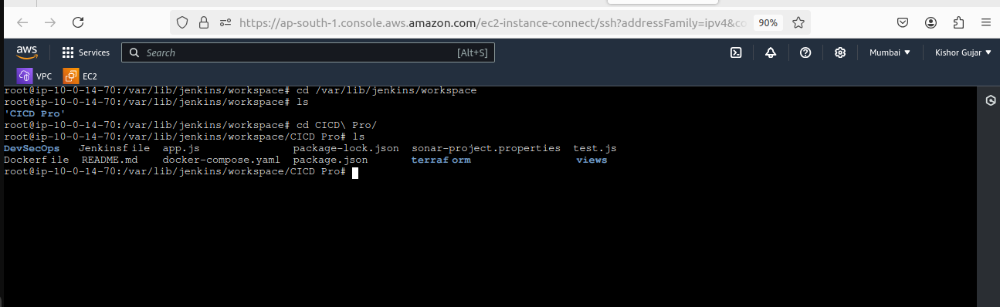 https://ap-south-1.console.aws.amazon.com/ec2-instance-connect/ssh?addressFamily=ipv4&co 90%
aws Services Search [Alt+S] Mumbai Kishor Gujar
VPC EC2
root@ip-10-0-14-70:/var/lib/jenkins/workspace# cd /var/lib/jenkins/workspace
root@ip-10-0-14-70:/var/lib/jenkins/workspace# ls
'CICD Pro'
root@ip-10-0-14-70:/var/lib/jenkins/workspace# cd CICD\ Pro/
root@ip-10-0-14-70:/var/lib/jenkins/workspace/CICD Pro# ls
DevSecOps Jenkinsfile app.js package-lock.json sonar-project.properties test.js
Dockerfile README.md docker-compose.yaml package.json terraform views
root@ip-10-0-14-70:/var/lib/jenkins/workspace/CICD Pro#